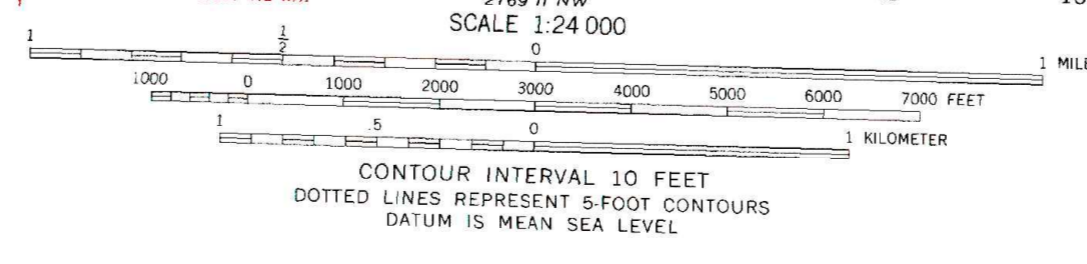 2769 II NW
SCALE 1:24 000
1 1/2 0 1 MILE
1000 0 1000 2000 3000 4000 5000 6000 7000 FEET
1 .5 0 1 KILOMETER
CONTOUR INTERVAL 10 FEET
DOTTED LINES REPRESENT 5-FOOT CONTOURS
DATUM IS MEAN SEA LEVEL